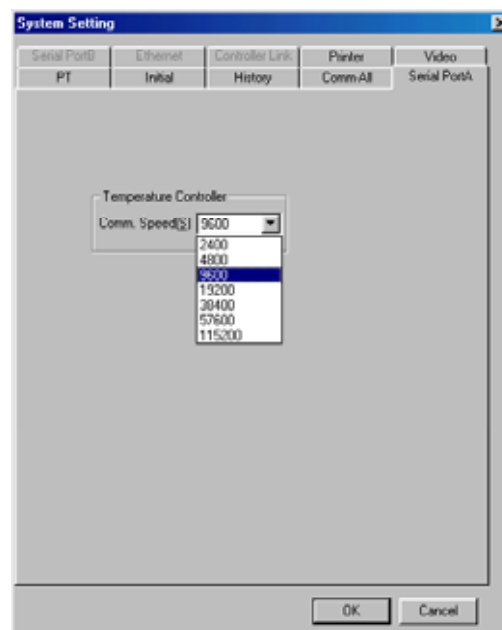 System Setting
Serial PortB Ethernet Controller Link Printer Video
PT Initial History Comm-All Serial PortA
Temperature Controller
Comm. Speed[S] 9600
2400
4800
9600
19200
38400
57600
115200
OK Cancel